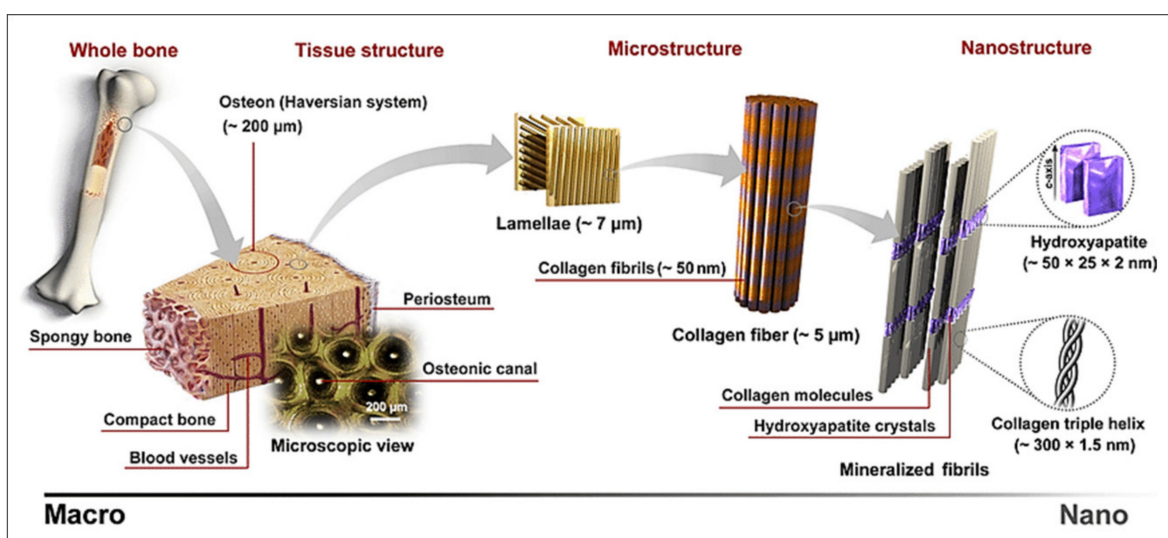 Whole bone
Tissue structure
Microstructure
Nanostructure
Osteon (Haversian system)
(~ 200 µm)
Lamellae (~ 7 µm)
c-axis
Hydroxyapatite
(~ 50 × 25 × 2 nm)
Collagen fibrils (~ 50 nm)
Periosteum
Spongy bone
Collagen fiber (~ 5 µm)
Osteonic canal
200 µm
Collagen molecules
Compact bone
Hydroxyapatite crystals
Collagen triple helix
(~ 300 × 1.5 nm)
Blood vessels
Microscopic view
Mineralized fibrils
Macro
Nano